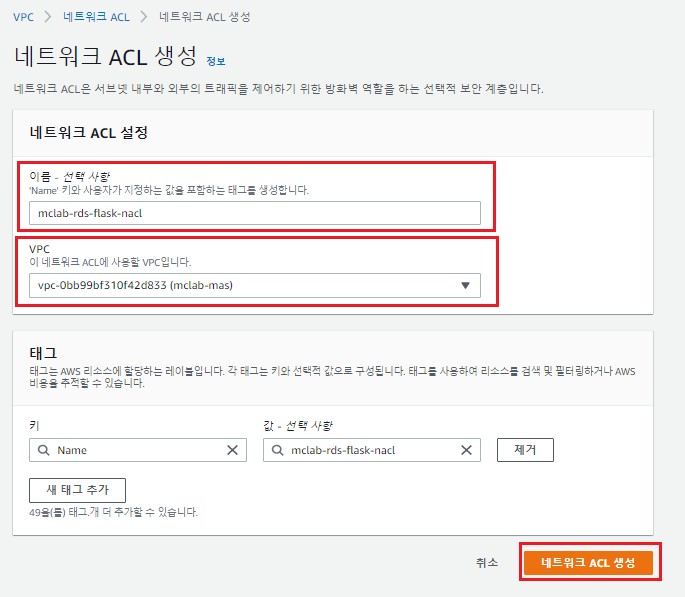 VPC > 네트워크 ACL > 네트워크 ACL 생성
네트워크 ACL 생성 정보
네트워크 ACL은 서브넷 내부와 외부의 트래픽을 제어하기 위한 방화벽 역할을 하는 선택적 보안 계층입니다.
네트워크 ACL 설정
이름 - 선택 사항
'Name' 키와 사용자가 지정하는 값을 포함하는 태그를 생성합니다.
mclab-rds-flask-nacl
VPC
이 네트워크 ACL에 사용할 VPC입니다.
vpc-0bb99bf310f42d833 (mclab-mas)
태그
태그는 AWS 리소스에 할당하는 레이블입니다. 각 태그는 키와 선택적 값으로 구성됩니다. 태그를 사용하여 리소스를 검색 및 필터링하거나 AWS
비용을 추적할 수 있습니다.
키 값 - 선택 사항
Name mclab-rds-flask-nacl 제거
새 태그 추가
49을(를) 태그.개 더 추가할 수 있습니다.
취소 네트워크 ACL 생성